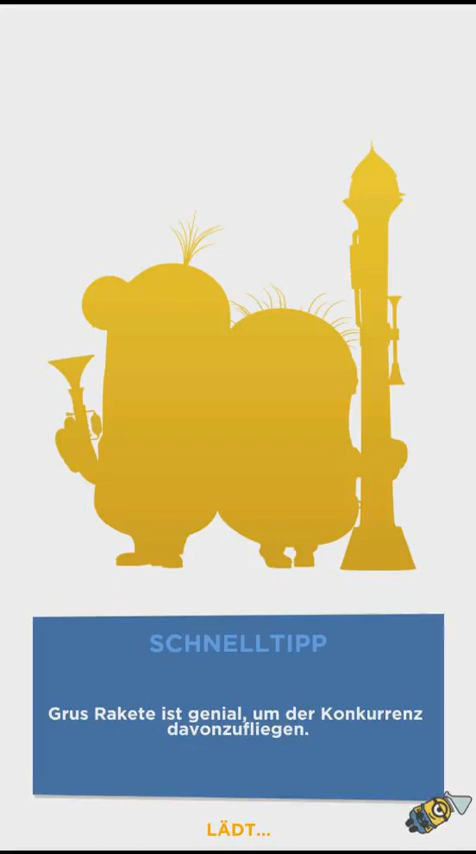 SCHNELLTIPP
Grus Rakete ist genial, um der Konkurrenz
davonzufliegen.
LÄDT...